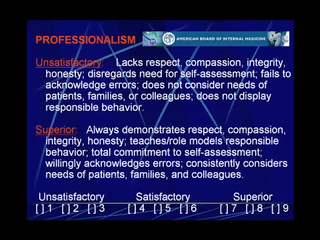 PROFESSIONALISM AMERICAN BOARD OF INTERNAL MEDICINE
Unsatisfactory: Lacks respect, compassion, integrity,
honesty; disregards need for self-assessment; fails to
acknowledge errors; does not consider needs of
patients, families, or colleagues; does not display
responsible behavior.
Superior: Always demonstrates respect, compassion,
integrity, honesty; teaches/role models responsible
behavior; total commitment to self-assessment;
willingly acknowledges errors; consistently considers
needs of patients, families, and colleagues.
Unsatisfactory Satisfactory Superior
[ ] 1 [ ] 2 [ ] 3 [ ] 4 [ ] 5 [ ] 6 [ ] 7 [ ] 8 [ ] 9